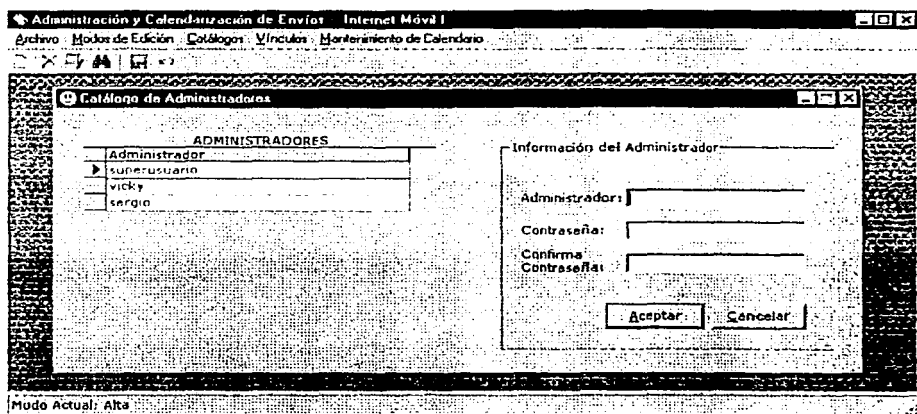 Administración y Calendarización de Envíos - Internet Móvil
Archivo Modos de Edición Catálogos Vínculos Mantenimiento de Calendario
Catálogo de Administradores
ADMINISTRADORES
Administrador
superusuario
vicky
sergio
Información del Administrador
Administrador:
Contraseña:
Confirma
Contraseña:
Aceptar Cancelar
Modo Actual: Alta